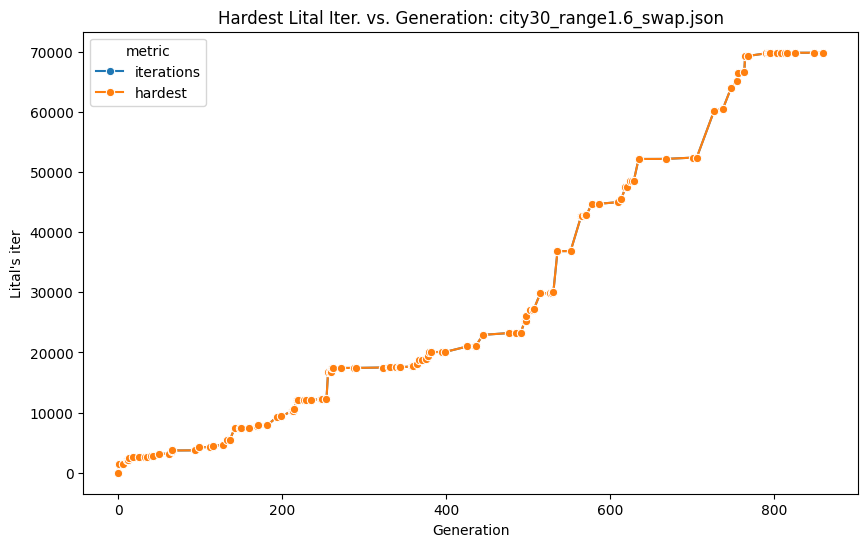 Hardest Lital Iter. vs. Generation: city30_range1.6_swap.json
metric
iterations
hardest
70000
60000
50000
40000
30000
20000
10000
0
Lital's iter
0 200 400 600 800
Generation